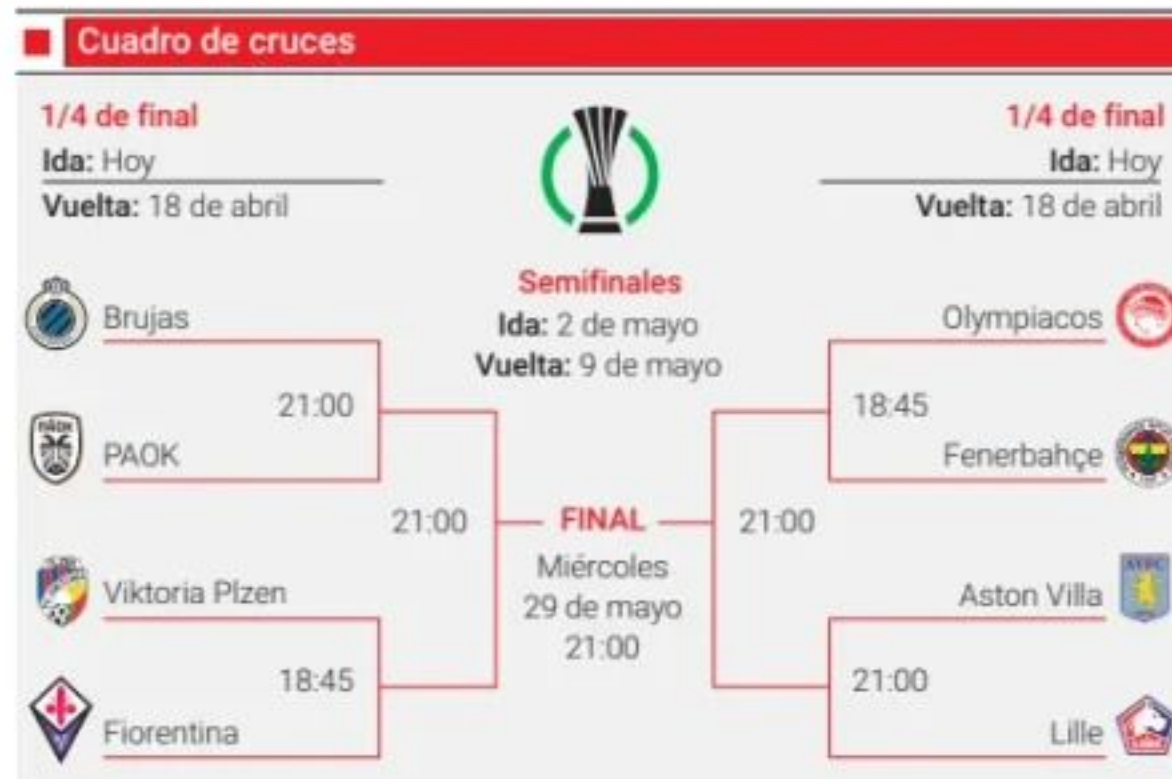 Cuadro de cruces
1/4 de final
Ida: Hoy
Vuelta: 18 de abril
1/4 de final
Ida: Hoy
Vuelta: 18 de abril
Semifinales
Ida: 2 de mayo
Vuelta: 9 de mayo
Brujas
21:00
PAOK
21:00
Viktoria Plzen
18:45
Fiorentina
FINAL
Miércoles
29 de mayo
21:00
Olympiacos
18:45
Fenerbahçe
21:00
Aston Villa
21:00
Lille